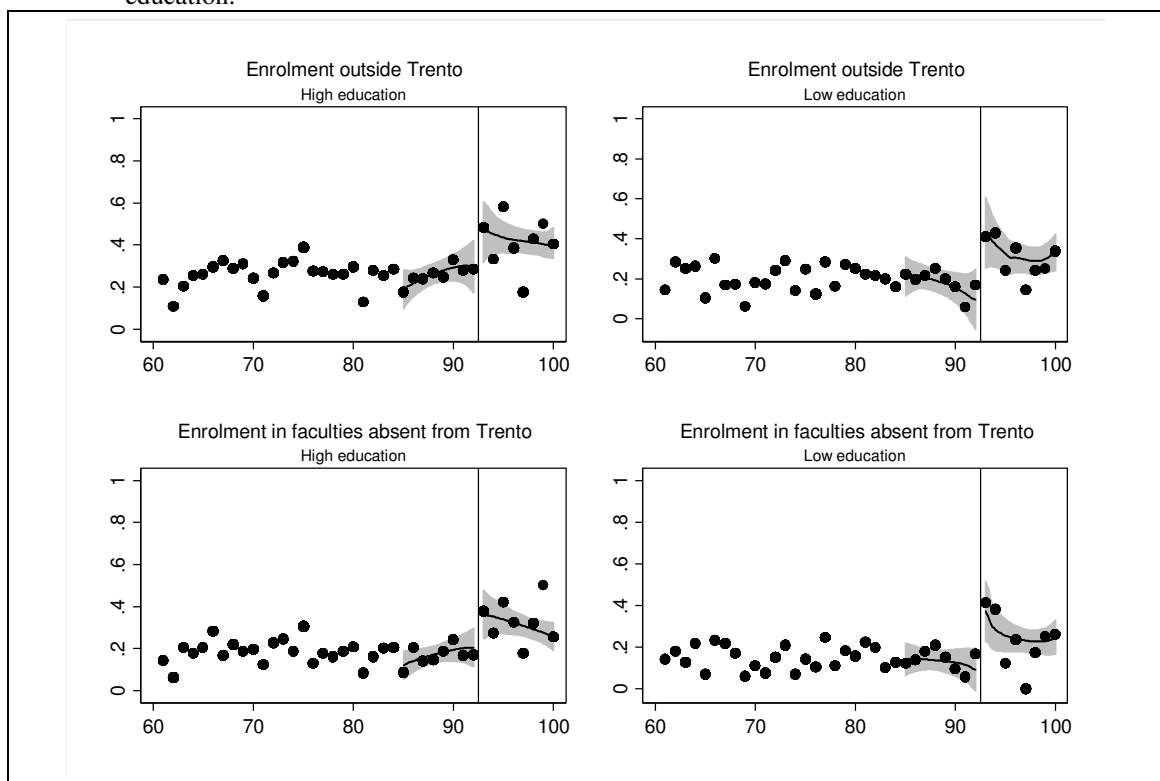 education.
Enrolment outside Trento
High education
1
.8
.6
.4
.2
0
60 70 80 90 100
Enrolment outside Trento
Low education
1
.8
.6
.4
.2
0
60 70 80 90 100
Enrolment in faculties absent from Trento
High education
1
.8
.6
.4
.2
0
60 70 80 90 100
Enrolment in faculties absent from Trento
Low education
1
.8
.6
.4
.2
0
60 70 80 90 100